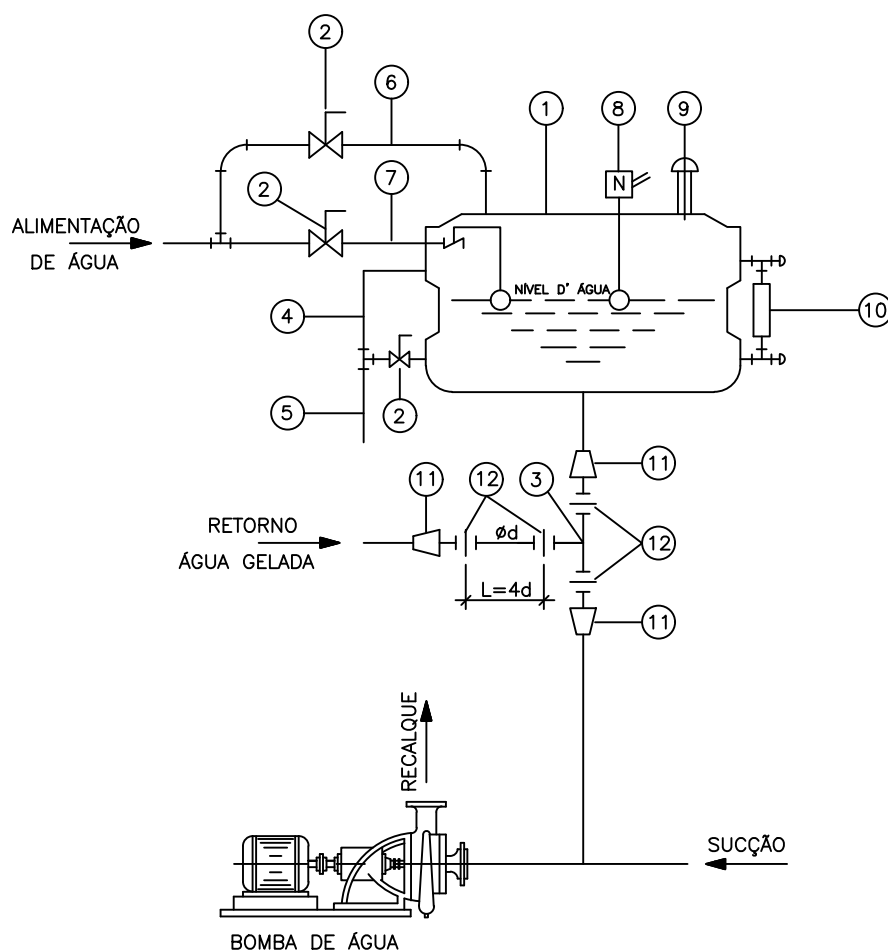 2
6
1
8
9
2
7
N
ALIMENTAÇÃO
DE ÁGUA
NÍVEL D' ÁGUA
4
10
5
2
11
11
12
3
RETORNO
ÁGUA GELADA
Ød
12
L=4d
11
RECALQUE
SUCÇÃO
BOMBA DE ÁGUA